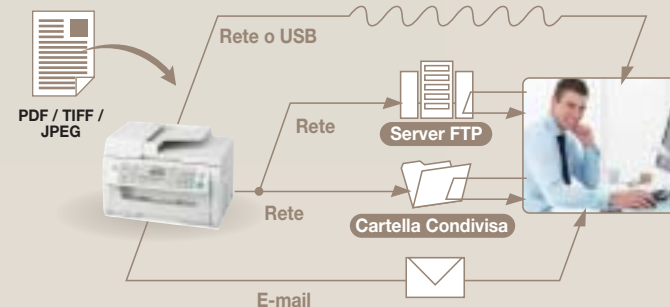 Rete o USB
PDF / TIFF /
JPEG
Rete
Server FTP
Rete
Cartella Condivisa
E-mail